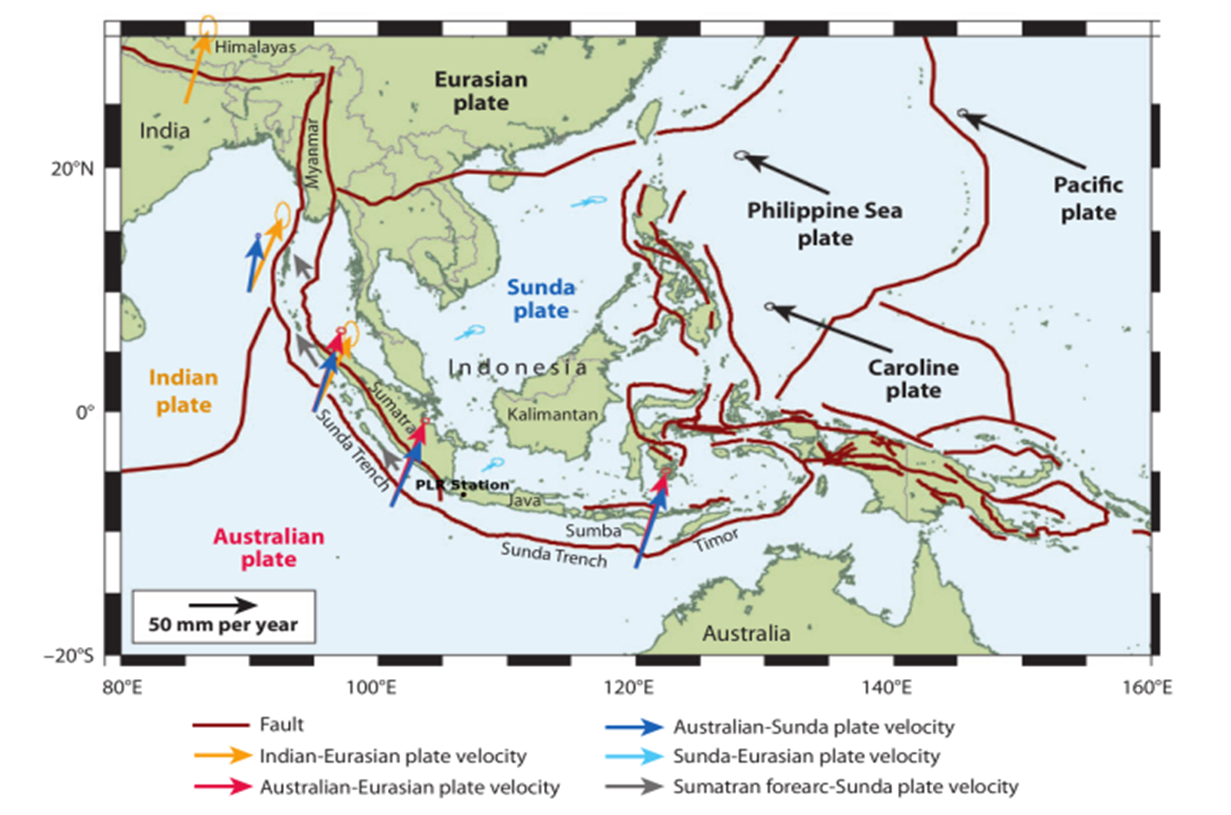 Himalayas
Eurasian
plate
India
Myanmar
20°N
Pacific
plate
Philippine Sea
plate
Sunda
plate
Indonesia
Caroline
plate
Indian
plate
Sumatra
Kalimantan
0°
Sunda Trench
PLR Station
Java
Australian
plate
Sumba
Timor
Sunda Trench
50 mm per year
Australia
−20°S
80°E
100°E
120°E
140°E
160°E
Fault
Australian-Sunda plate velocity
Indian-Eurasian plate velocity
Sunda-Eurasian plate velocity
Australian-Eurasian plate velocity
Sumatran forearc-Sunda plate velocity